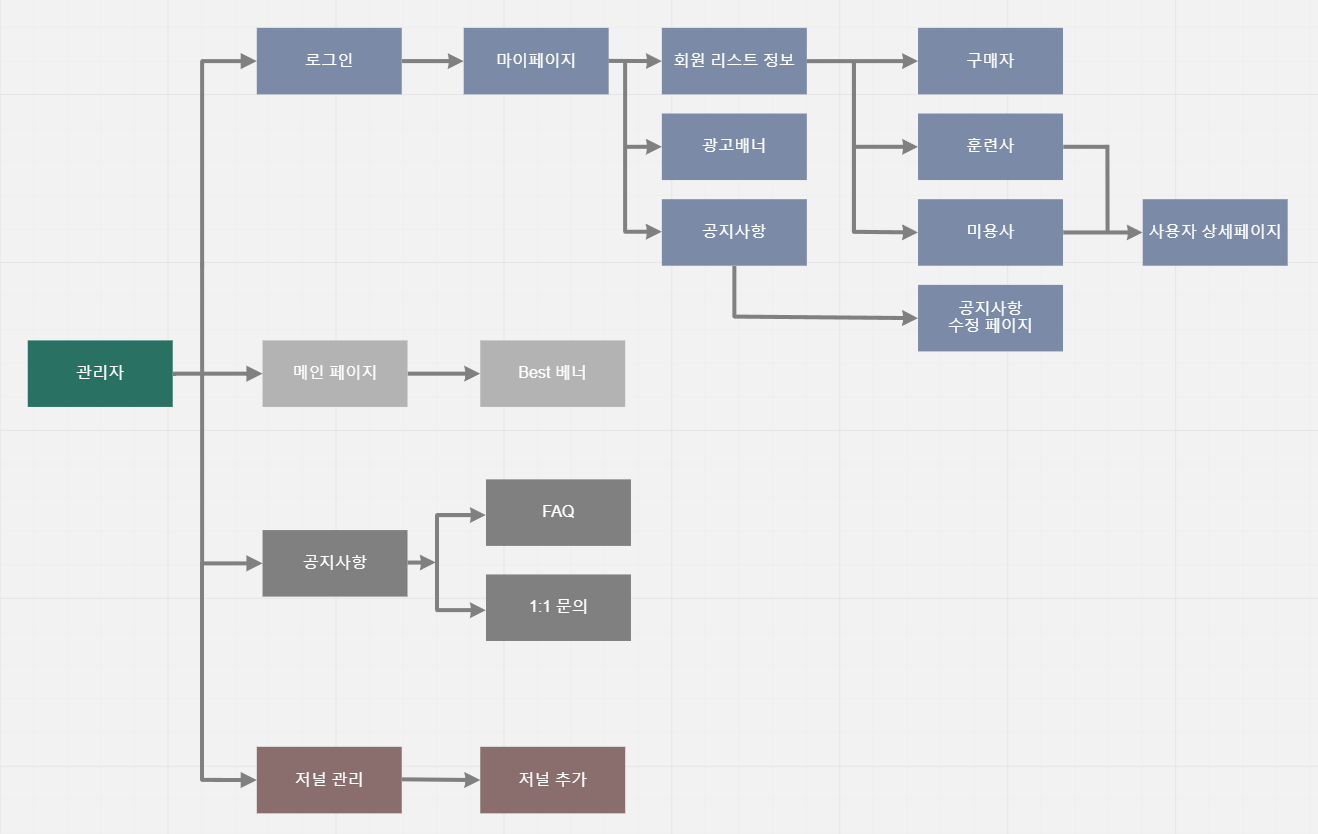 로그인
마이페이지
회원 리스트 정보
구매자
광고배너
훈련사
공지사항
미용사
사용자 상세페이지
공지사항
수정 페이지
관리자
메인 페이지
Best 베너
FAQ
공지사항
1:1 문의
저널 관리
저널 추가